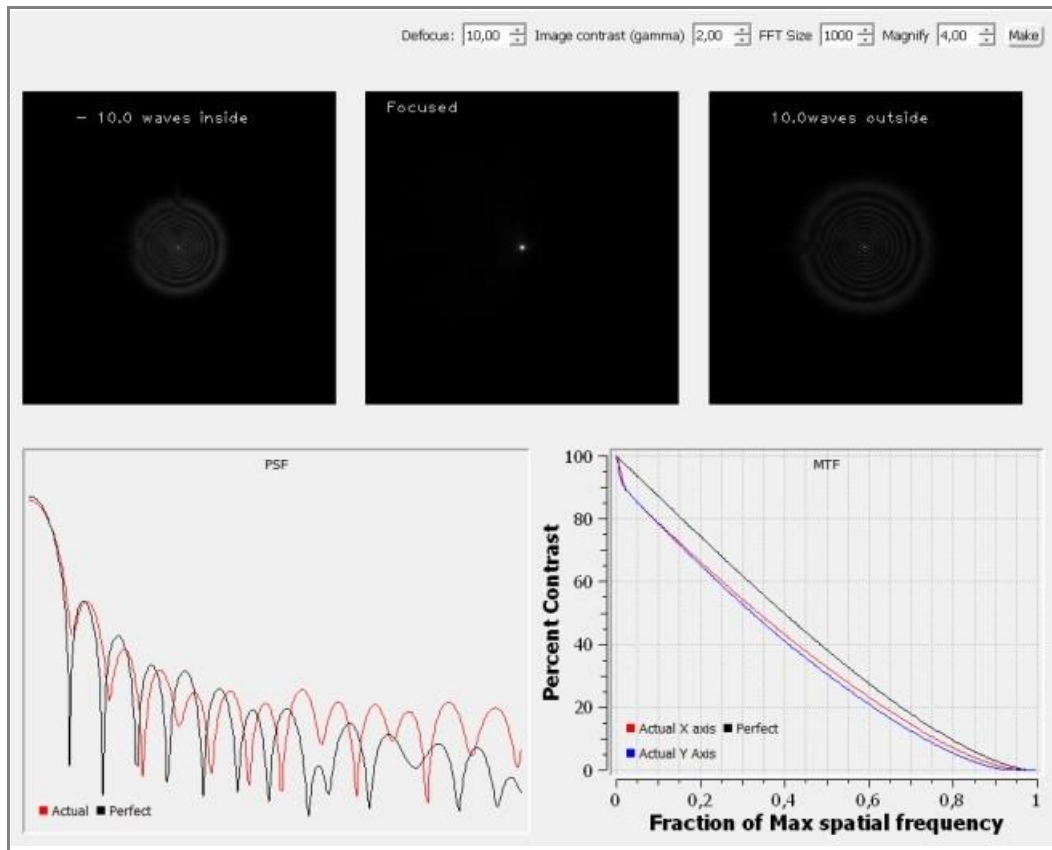 Defocus: 10,00 Image contrast (gamma) 2,00 FFT Size 1000 Magnify 4,00 Make
- 10.0 waves inside
Focused
10.0waves outside
PSF
Actual Perfect
MTF
Percent Contrast
100
80
60
40
20
0
Actual X axis Perfect
Actual Y Axis
0 0,2 0,4 0,6 0,8 1
Fraction of Max spatial frequency